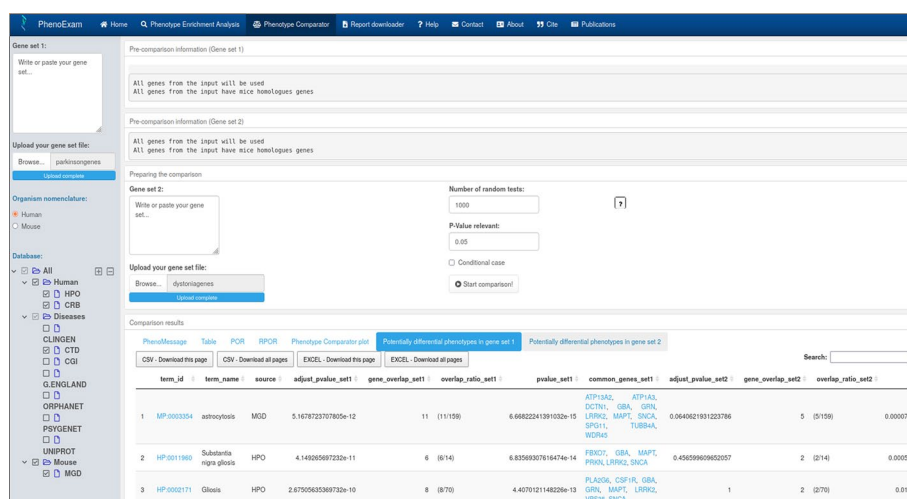 PhenoExam Home Phenotype Enrichment Analysis Phenotype Comparator Report downloader ? Help Contact About Cite Publications
Gene set 1:
Write or paste your gene
set...
Upload your gene set file:
Browse... parkinsongenes
Upload complete
Organism nomenclature:
Human
Mouse
Database:
All
Human
HPO
CRB
Diseases
CLINGEN
CTD
CGI
G.ENGLAND
ORPHANET
PSYGENET
UNIPROT
Mouse
MGD
Pre-comparison information (Gene set 1)
All genes from the input will be used
All genes from the input have mice homologues genes
Pre-comparison information (Gene set 2)
All genes from the input will be used
All genes from the input have mice homologues genes
Preparing the comparison
Gene set 2:
Write or paste your gene
set...
Upload your gene set file:
Browse... dystoniagenes
Upload complete
Number of random tests:
1000
?
P-Value relevant:
0.05
Conditional case
Start comparison!
Comparison results
PhenoMessage Table POR RPOR Phenotype Comparator plot Potentially differential phenotypes in gene set 1 Potentially differential phenotypes in gene set 2
CSV - Download this page CSV - Download all pages EXCEL - Download this page EXCEL - Download all pages Search:
term_id term_name source adjust_pvalue_set1 gene_overlap_set1 overlap_ratio_set1 pvalue_set1 common_genes_set1 adjust_pvalue_set2 gene_overlap_set2 overlap_ratio_set2
1 MP:0003354 astrocytosis MGD 5.1678723707805e-12 11 (11/159) 6.66822241391032e-15 ATP13A2, ATP1A3, DCTN1, GBA, GRN, LRRK2, MAPT, SNCA, SPG11, TUBB4A, WDR45 0.0640621931223786 5 (5/159) 0.00007
2 HP:0011960 Substantia nigra gliosis HPO 4.149265697232e-11 6 (6/14) 6.83569307616474e-14 FBXO7, GBA, MAPT, PRKN, LRRK2, SNCA 0.456599609652057 2 (2/14) 0.0005
3 HP:0002171 Gliosis HPO 2.67505635369732e-10 8 (8/70) 4.4070121148226e-13 PLA2G6, CSF1R, GBA, GRN, MAPT, LRRK2, 1 2 (2/70) 0.01